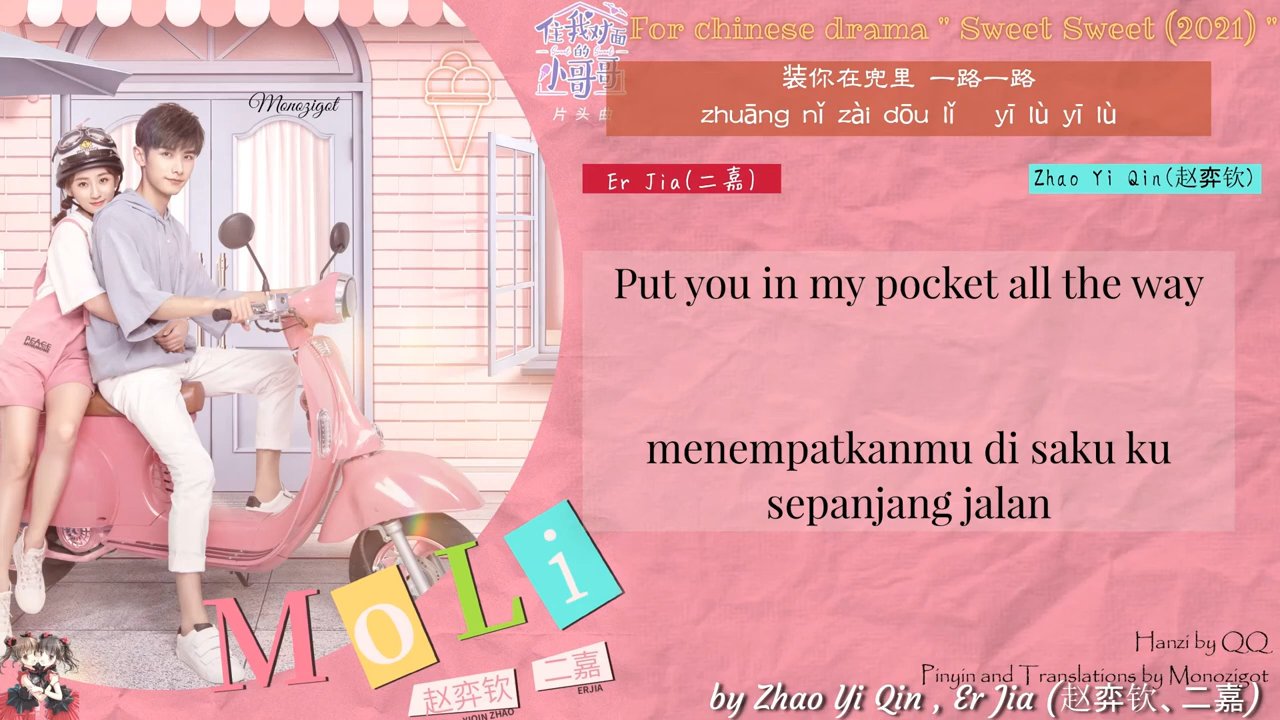 For chinese drama " Sweet Sweet (2021) "
住我对面
的
小哥哥
片头曲
装你在兜里 一路一路
zhuāng nǐ zài dōu lǐ yī lù yī lù
Monozigot
Er Jia(二嘉)
Zhao Yi Qin(赵弈钦)
Put you in my pocket all the way
menempatkanmu di saku ku
sepanjang jalan
PEACE
MoLi
赵弈钦
YIQIN ZHAO
二嘉
ERJIA
Hanzi by QQ
Pinyin and Translations by Monozigot
by Zhao Yi Qin , Er Jia (赵弈钦、二嘉)